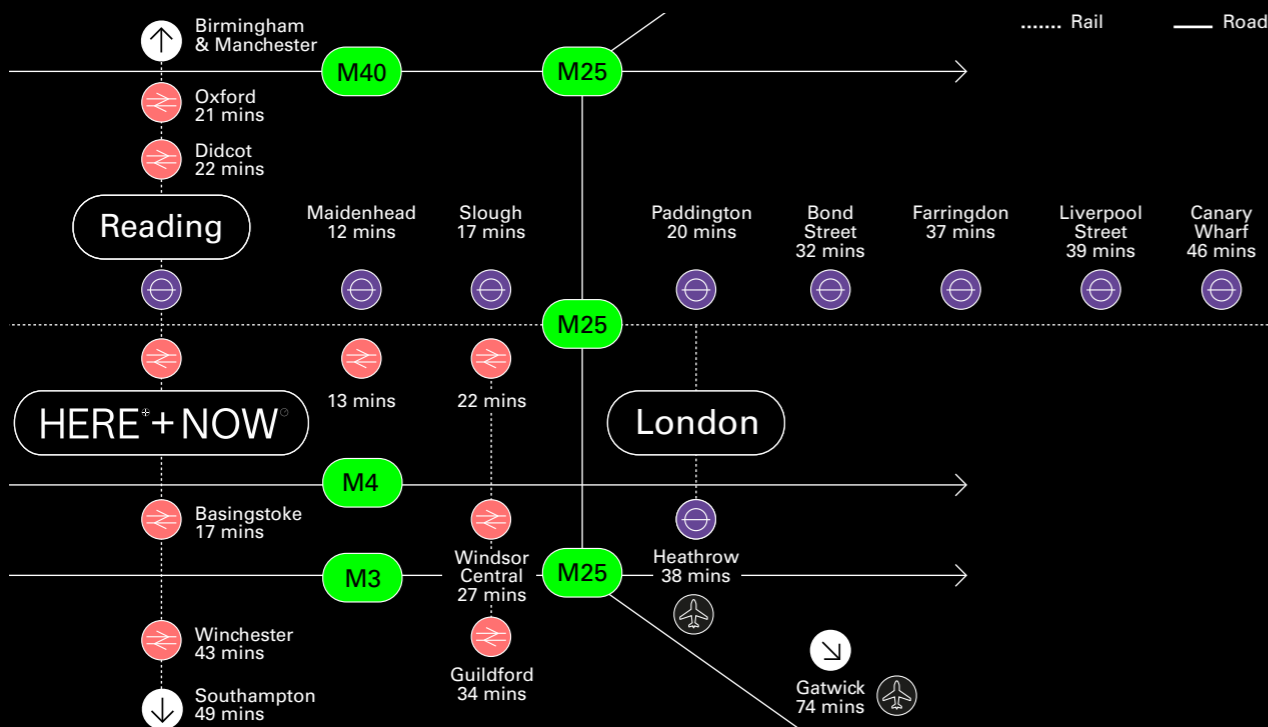 Birmingham
& Manchester
Rail
Road
M40
M25
Oxford
21 mins
Didcot
22 mins
Reading
Maidenhead
12 mins
Slough
17 mins
Paddington
20 mins
Bond
Street
32 mins
Farringdon
37 mins
Liverpool
Street
39 mins
Canary
Wharf
46 mins
M25
13 mins
22 mins
HERE + NOW
London
M4
Basingstoke
17 mins
M3
Windsor
Central
27 mins
M25
Heathrow
38 mins
Winchester
43 mins
Guildford
34 mins
Gatwick
74 mins
Southampton
49 mins